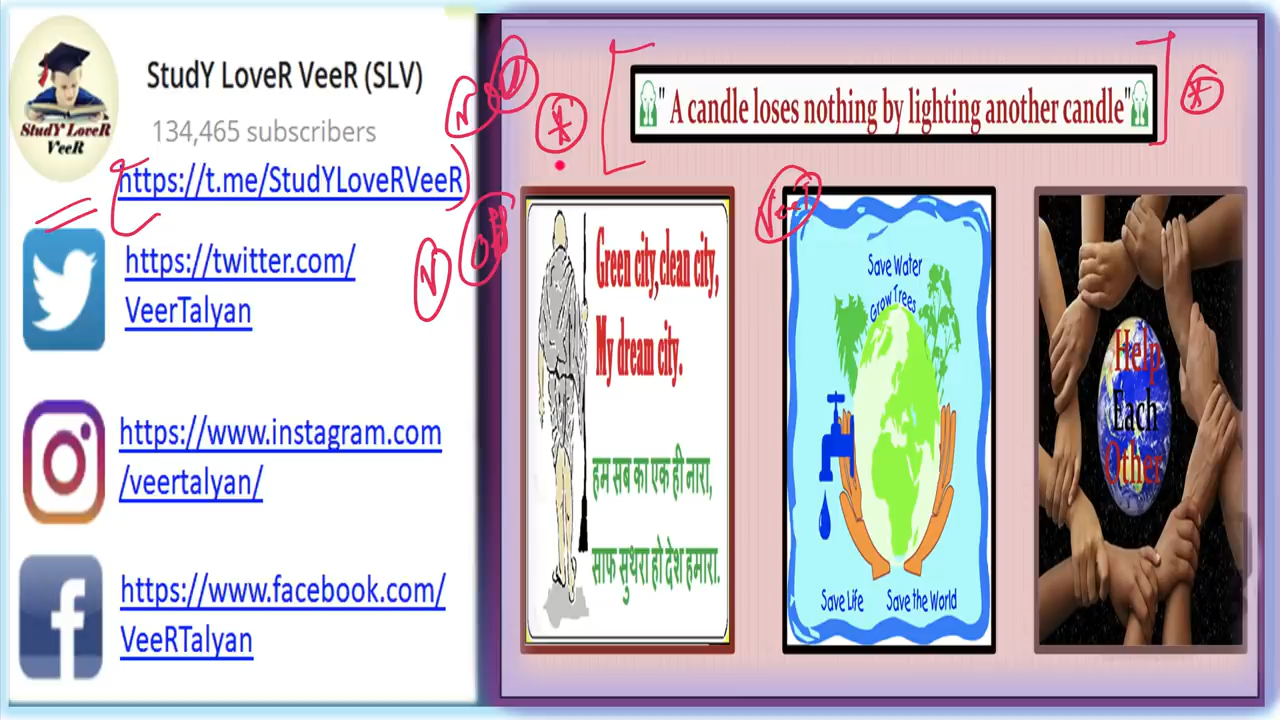 StudY LoveR VeeR (SLV)
134,465 subscribers
StudY LoveR
VeeR
https://t.me/StudYLoveRVeeR
https://twitter.com/
VeerTalyan
https://www.instagram.com
/veertalyan/
https://www.facebook.com/
VeeRTalyan
" A candle loses nothing by lighting another candle"
Green city,clean city,
My dream city.
हम सब का एक ही नारा,
साफ सुथरा हो देश हमारा.
Save Water
Grow Trees
Save Life Save the World
Help
Each
Other